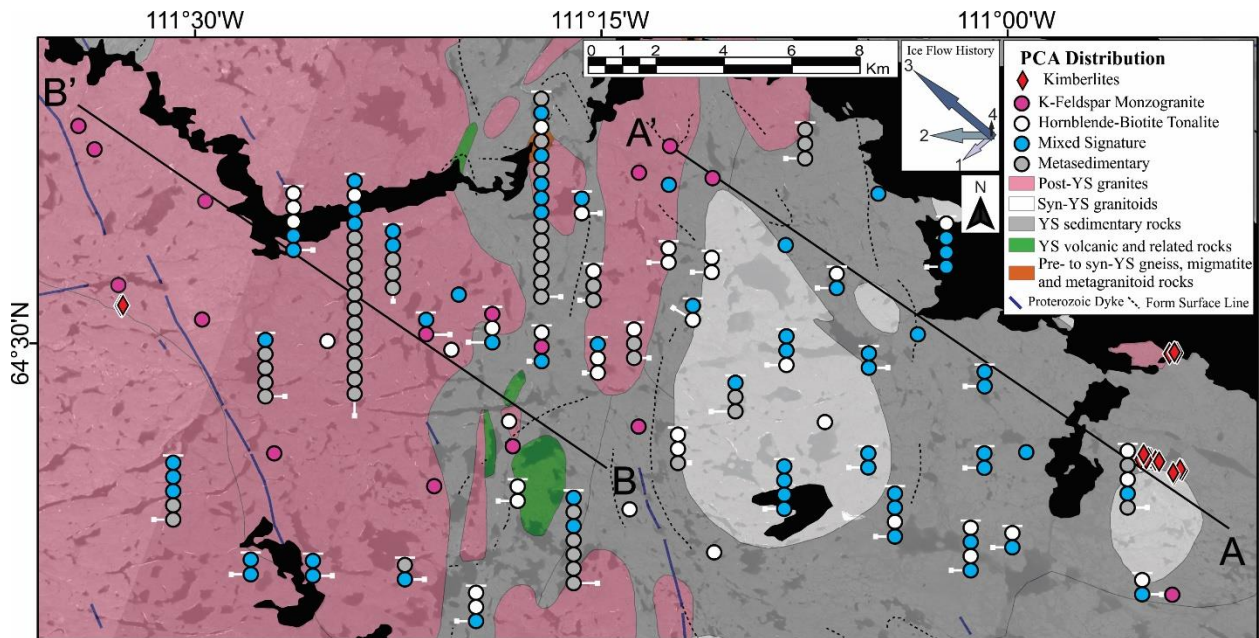 111°30'W
111°15'W
111°00'W
64°30'N
B'
A'
B
A
0 1 2 4 6 8
Km
Ice Flow History
3
4
2
1
N
PCA Distribution
Kimberlites
K-Feldspar Monzogranite
Hornblende-Biotite Tonalite
Mixed Signature
Metasedimentary
Post-YS granites
Syn-YS granitoids
YS sedimentary rocks
YS volcanic and related rocks
Pre- to syn-YS gneiss, migmatite
and metagranitoid rocks
Proterozoic Dyke
Form Surface Line